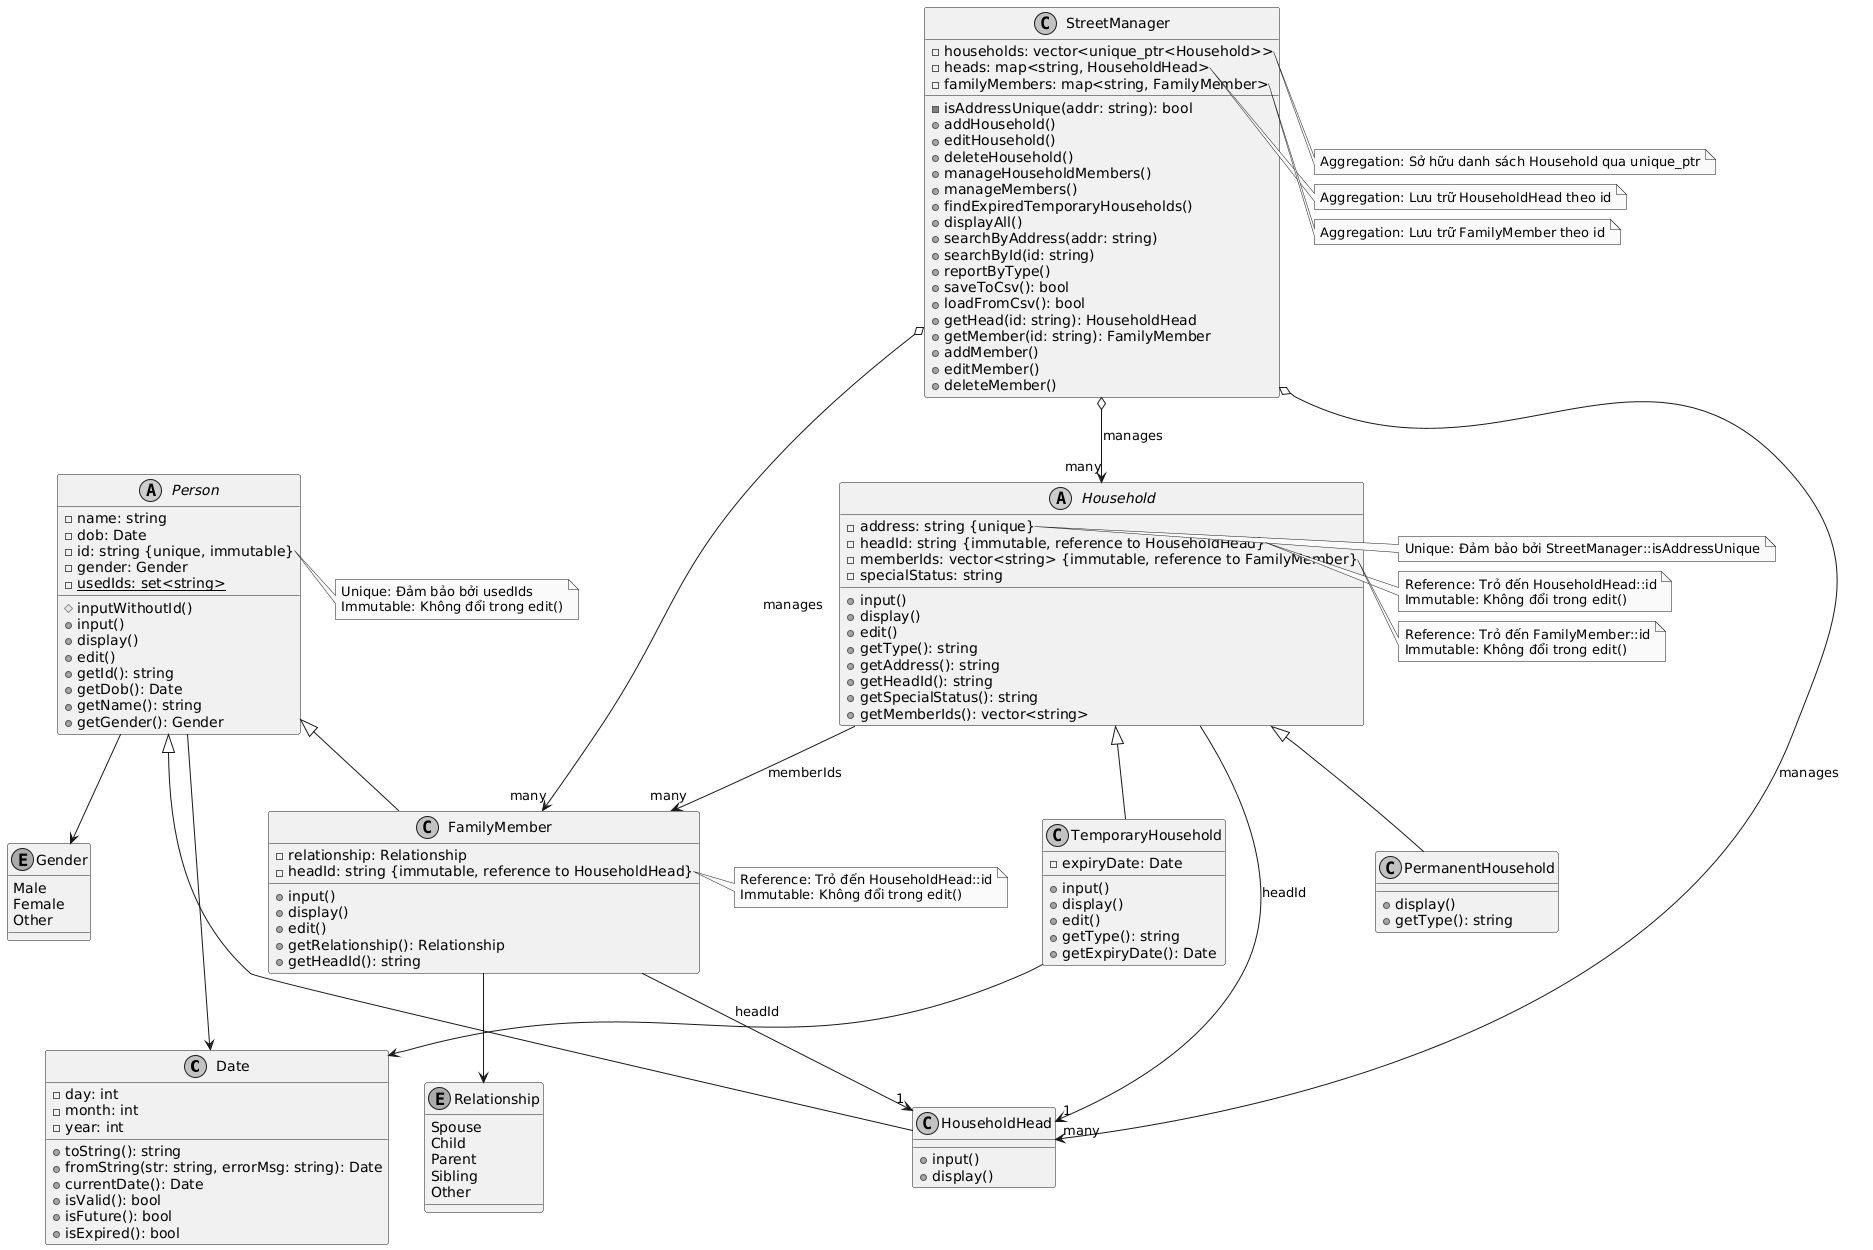 StreetManager
households: vector<unique_ptr<Household>>
heads: map<string, HouseholdHead>
familyMembers: map<string, FamilyMember>
isAddressUnique(addr: string): bool
addHousehold()
editHousehold()
deleteHousehold()
manageHouseholdMembers()
manageMembers()
findExpiredTemporaryHouseholds()
displayAll()
searchByAddress(addr: string)
searchById(id: string)
reportByType()
saveToCsv(): bool
loadFromCsv(): bool
getHead(id: string): HouseholdHead
getMember(id: string): FamilyMember
addMember()
editMember()
deleteMember()
Aggregation: Sở hữu danh sách Household qua unique_ptr
Aggregation: Lưu trữ HouseholdHead theo id
Aggregation: Lưu trữ FamilyMember theo id
manages
many
manages
many
manages
many
Person
name: string
dob: Date
id: string {unique, immutable}
gender: Gender
usedIds: set<string>
inputWithoutId()
input()
display()
edit()
getId(): string
getDob(): Date
getName(): string
getGender(): Gender
Unique: Đảm bảo bởi usedIds
Immutable: Không đổi trong edit()
Household
address: string {unique}
headId: string {immutable, reference to HouseholdHead}
memberIds: vector<string> {immutable, reference to FamilyMember}
specialStatus: string
input()
display()
edit()
getType(): string
getAddress(): string
getHeadId(): string
getSpecialStatus(): string
getMemberIds(): vector<string>
Unique: Đảm bảo bởi StreetManager::isAddressUnique
Reference: Trỏ đến HouseholdHead::id
Immutable: Không đổi trong edit()
Reference: Trỏ đến FamilyMember::id
Immutable: Không đổi trong edit()
memberIds
many
headId
1
Gender
Male
Female
Other
FamilyMember
relationship: Relationship
headId: string {immutable, reference to HouseholdHead}
input()
display()
edit()
getRelationship(): Relationship
getHeadId(): string
Reference: Trỏ đến HouseholdHead::id
Immutable: Không đổi trong edit()
TemporaryHousehold
expiryDate: Date
input()
display()
edit()
getType(): string
getExpiryDate(): Date
PermanentHousehold
display()
getType(): string
headId
1
Date
day: int
month: int
year: int
toString(): string
fromString(str: string, errorMsg: string): Date
currentDate(): Date
isValid(): bool
isFuture(): bool
isExpired(): bool
Relationship
Spouse
Child
Parent
Sibling
Other
HouseholdHead
input()
display()